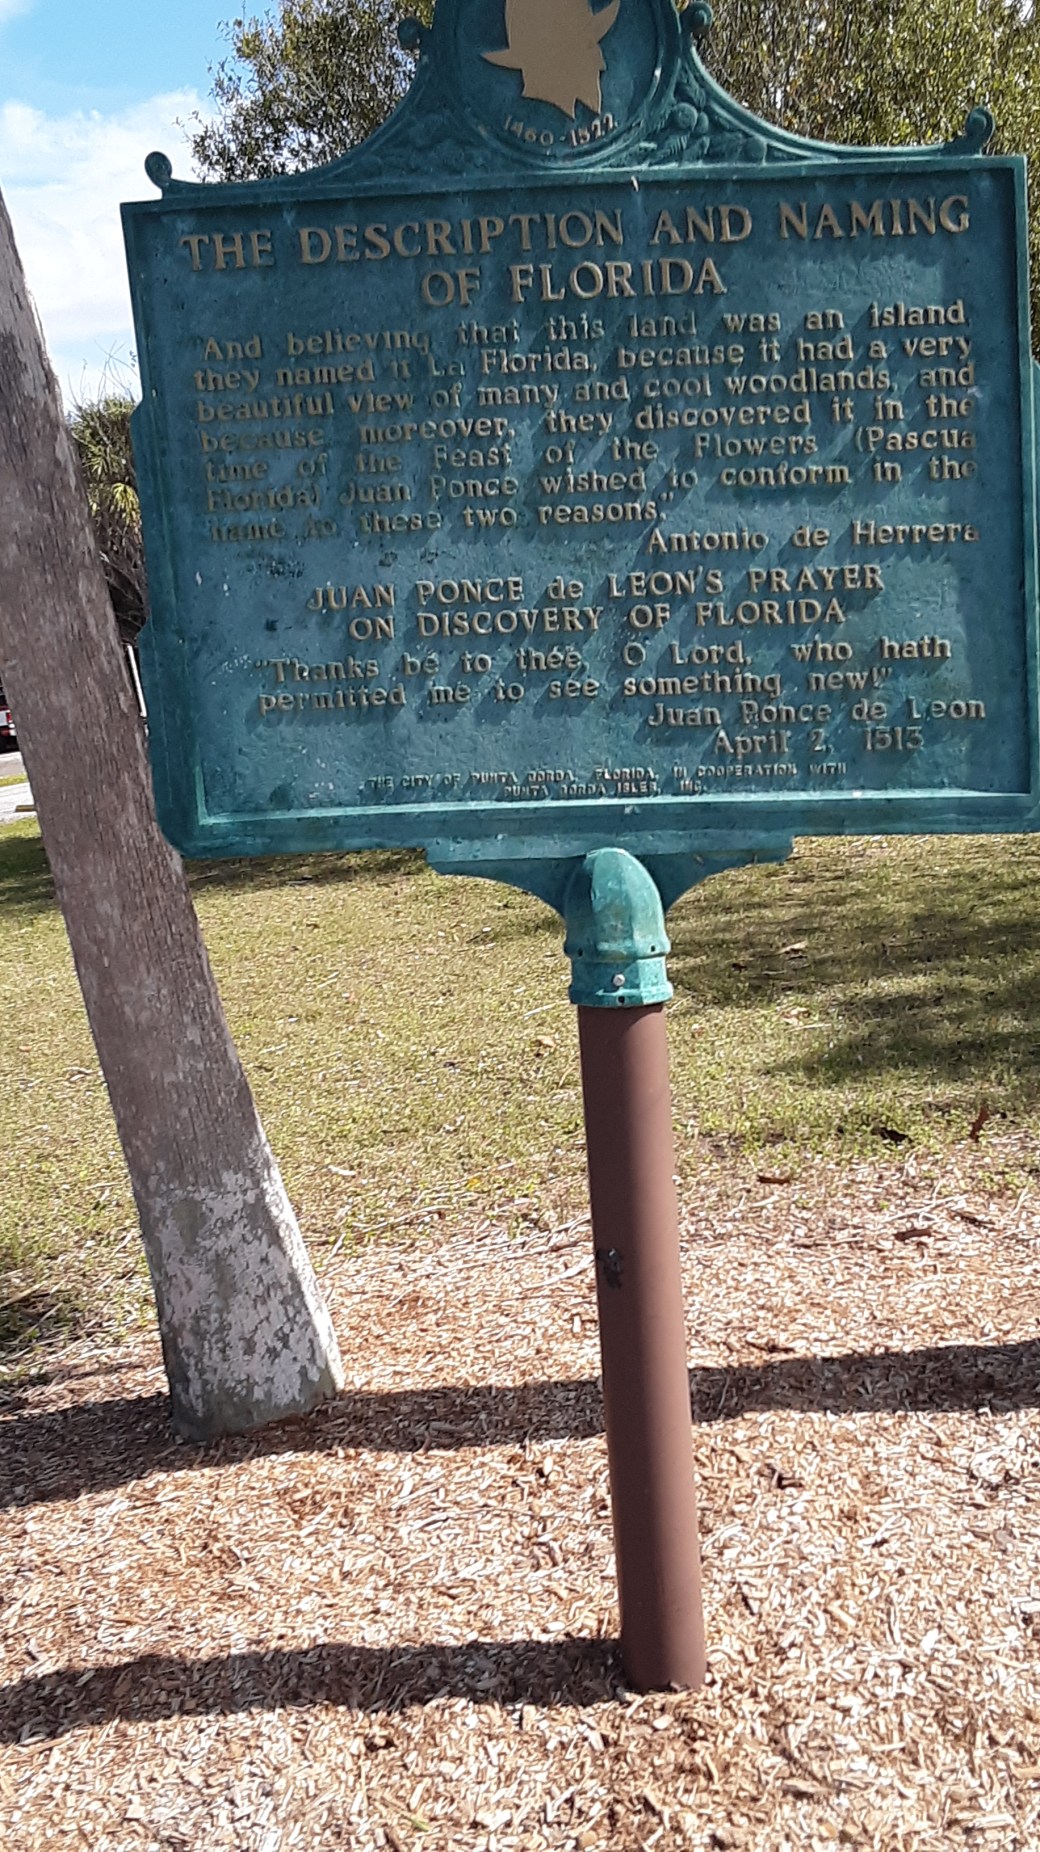 1460-1522
THE DESCRIPTION AND NAMING
OF FLORIDA
"And believing that this land was an island,
they named it La Florida, because it had a very
beautiful view of many and cool woodlands, and
because moreover, they discovered it in the
time of the Feast of the Flowers (Pascua
Florida) Juan Ponce wished to conform in the
name to these two reasons."
Antonio de Herrera
JUAN PONCE de LEON'S PRAYER
ON DISCOVERY OF FLORIDA
"Thanks be to thee, O Lord, who hath
permitted me to see something new!"
Juan Ponce de Leon
April 2, 1513
THE CITY OF PUNTA GORDA, FLORIDA, IN COOPERATION WITH
PUNTA GORDA ISLES, INC.